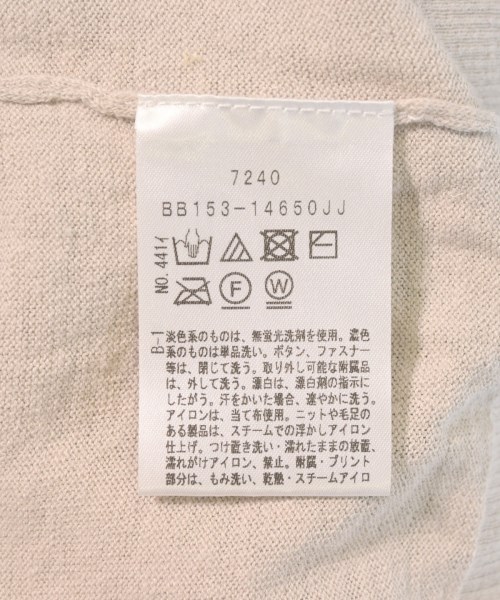 7240
BB153-14650JJ
NO.441イ
F
W
B-1
淡色系のものは、無蛍光洗剤を使用。濃色
系のものは単品洗い。ボタン、ファスナー
等は、閉じて洗う。取り外し可能な附属品
は、外して洗う。漂白は、漂白剤の指示に
したがう。汗をかいた場合、速やかに洗う。
アイロンは、当て布使用。ニットや毛足の
ある製品は、スチームでの浮かしアイロン
仕上げ。つけ置き洗い・濡れたままの放置、
濡れがけアイロン、禁止。附属・プリント
部分は、もみ洗い、乾熱・スチームアイロ